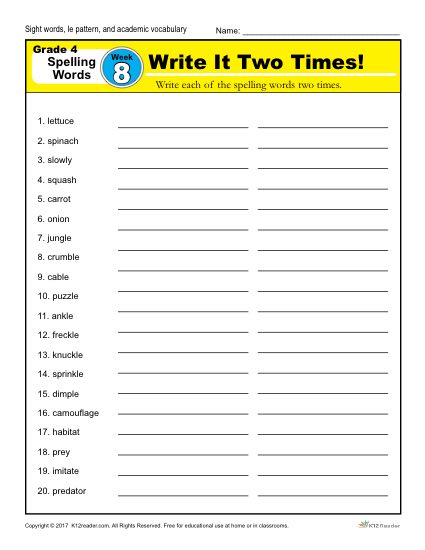 Sight words, le pattern, and academic vocabulary
Name:
Grade 4
Spelling
Words
Week
8
Write It Two Times!
Write each of the spelling words two times.
1. lettuce
2. spinach
3. slowly
4. squash
5. carrot
6. onion
7. jungle
8. crumble
9. cable
10. puzzle
11. ankle
12. freckle
13. knuckle
14. sprinkle
15. dimple
16. camouflage
17. habitat
18. prey
19. imitate
20. predator
Copyright © 2017 K12reader.com. All Rights Reserved. Free for educational use at home or in classrooms.
K12Reader